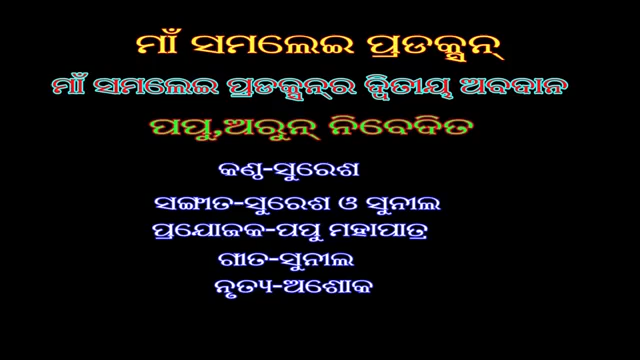 ମାଁ ସମଲେଇ ପ୍ରଡକ୍ସନ୍
ମାଁ ସମଲେଇ ପ୍ରଡକ୍ସନ୍‌ର ଦ୍ୱିତୀୟ ଅବଦାନ
ପପୁ,ଅରୁନ୍ ନିବେଦିତ
କଣ୍ଠ-ସୁରେଶ
ସଙ୍ଗୀତ-ସୁରେଶ ଓ ସୁନୀଲ
ପ୍ରଯୋଜକ-ପପୁ ମହାପାତ୍ର
ଗୀତ-ସୁନୀଲ
ନୃତ୍ୟ-ଅଶୋକ